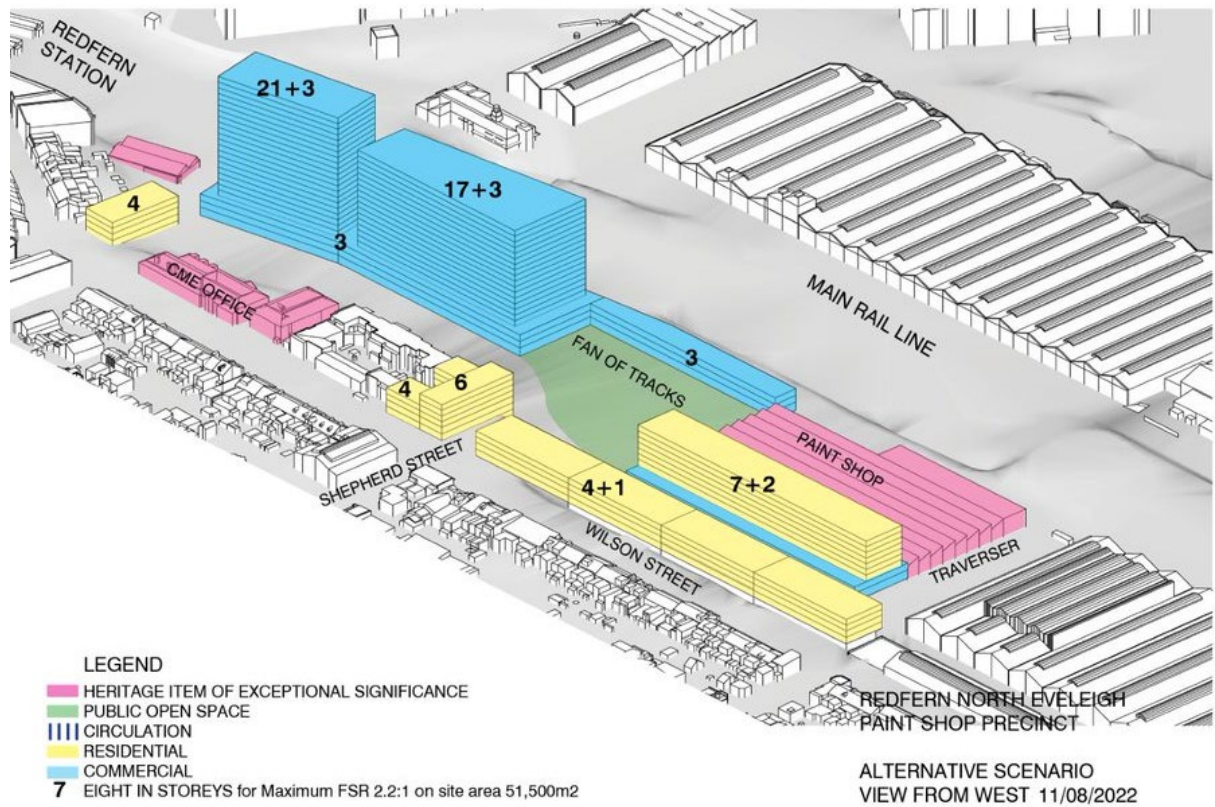 REDFERN
STATION
21+3
17+3
4
3
CME OFFICE
MAIN RAIL LINE
FAN OF TRACKS
3
4
6
PAINT SHOP
SHEPHERD STREET
4+1
7+2
WILSON STREET
TRAVERSER
LEGEND
HERITAGE ITEM OF EXCEPTIONAL SIGNIFICANCE
PUBLIC OPEN SPACE
CIRCULATION
RESIDENTIAL
COMMERCIAL
7 EIGHT IN STOREYS for Maximum FSR 2.2:1 on site area 51,500m2
REDFERN NORTH EVELEIGH
PAINT SHOP PRECINCT
ALTERNATIVE SCENARIO
VIEW FROM WEST 11/08/2022